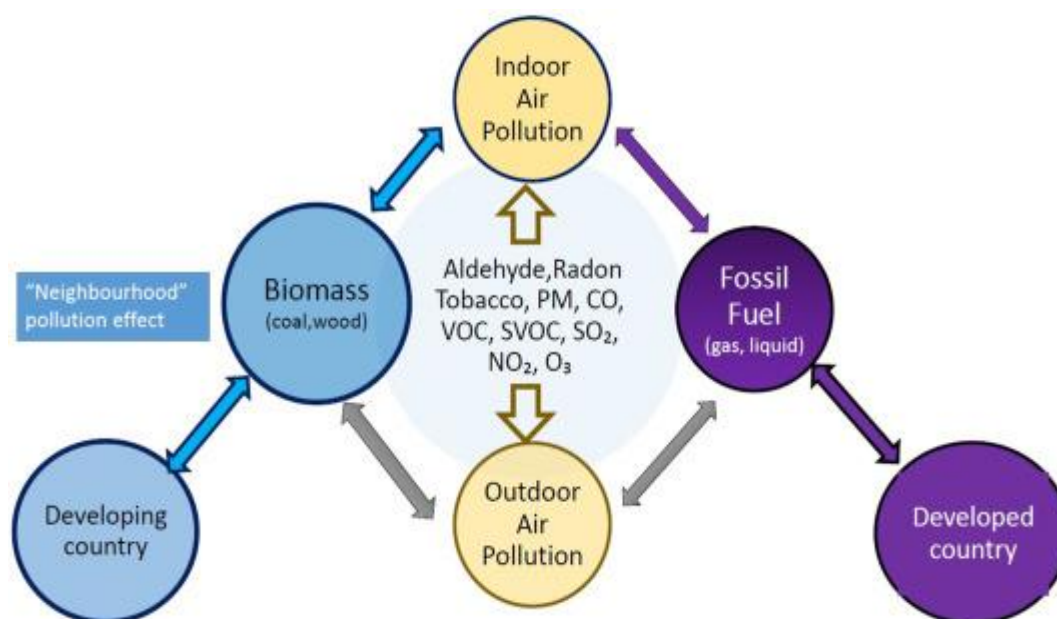 Indoor
Air
Pollution
"Neighbourhood"
pollution effect
Biomass
(coal,wood)
Aldehyde,Radon
Tobacco, PM, CO,
VOC, SVOC, SO₂,
NO₂, O₃
Fossil
Fuel
(gas, liquid)
Developing
country
Outdoor
Air
Pollution
Developed
country